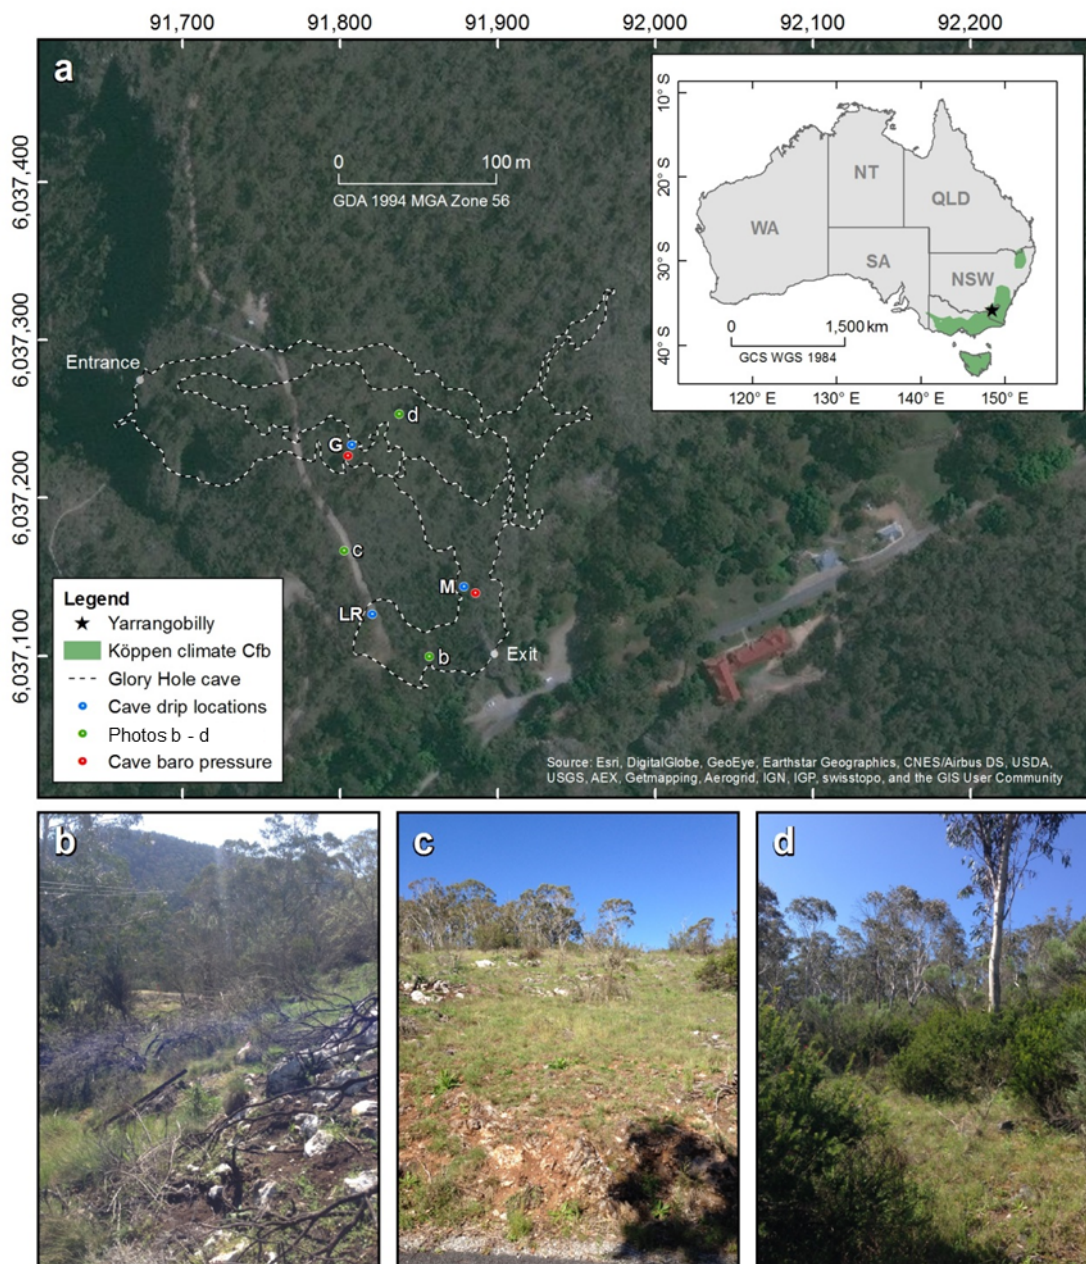 91,700 91,800 91,900 92,000 92,100 92,200
a
6,037,400
6,037,300
6,037,200
6,037,100
0 100 m
GDA 1994 MGA Zone 56
10° S
20° S
30° S
40° S
NT
QLD
WA
SA
NSW
0 1,500 km
GCS WGS 1984
120° E 130° E 140° E 150° E
Entrance
d
G
c
M
LR
b
Exit
Legend
Yarrangobilly
Köppen climate Cfb
Glory Hole cave
Cave drip locations
Photos b - d
Cave baro pressure
Source: Esri, DigitalGlobe, GeoEye, Earthstar Geographics, CNES/Airbus DS, USDA,
USGS, AEX, Getmapping, Aerogrid, IGN, IGP, swisstopo, and the GIS User Community
b
c
d